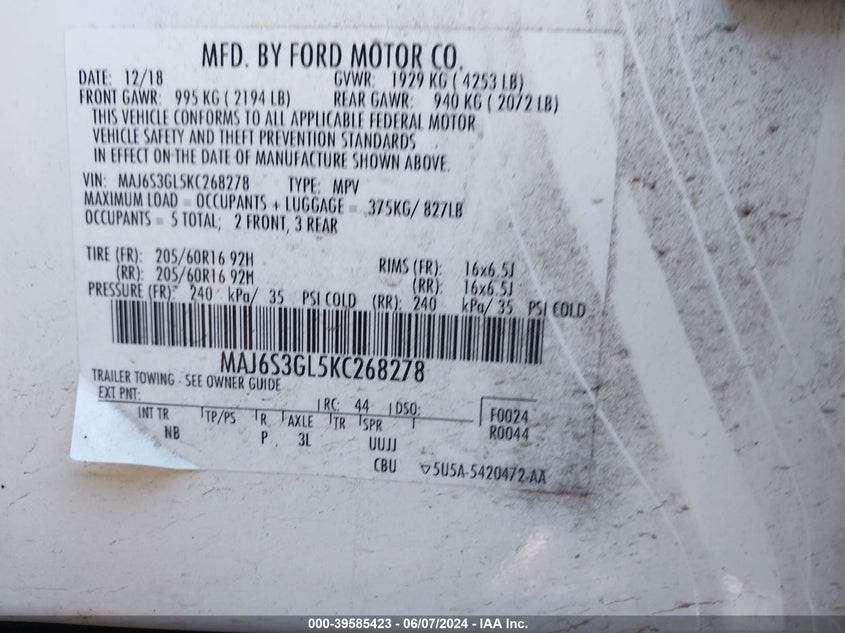 MFD. BY FORD MOTOR CO.
DATE: 12/18 GVWR: 1929 KG ( 4253 LB)
FRONT GAWR: 995 KG ( 2194 LB) REAR GAWR: 940 KG ( 2072 LB)
THIS VEHICLE CONFORMS TO ALL APPLICABLE FEDERAL MOTOR
VEHICLE SAFETY AND THEFT PREVENTION STANDARDS
IN EFFECT ON THE DATE OF MANUFACTURE SHOWN ABOVE.
VIN: MAJ6S3GL5KC268278 TYPE: MPV
MAXIMUM LOAD = OCCUPANTS + LUGGAGE = 375KG/ 827LB
OCCUPANTS = 5 TOTAL; 2 FRONT, 3 REAR
TIRE (FR): 205/60R16 92H RIMS (FR): 16x6.5J
(RR): 205/60R16 92H (RR): 16x6.5J
PRESSURE (FR): 240 kPa/ 35 PSI COLD (RR): 240 kPa/ 35 PSI COLD
MAJ6S3GL5KC268278
TRAILER TOWING - SEE OWNER GUIDE
EXT PNT: RC: 44 DSO: F0024
INT TR TP/PS R AXLE TR SPR R0044
NB P 3L UUJJ
CBU 5U5A-5420472-AA
000-39585423 - 06/07/2024 - IAA Inc.